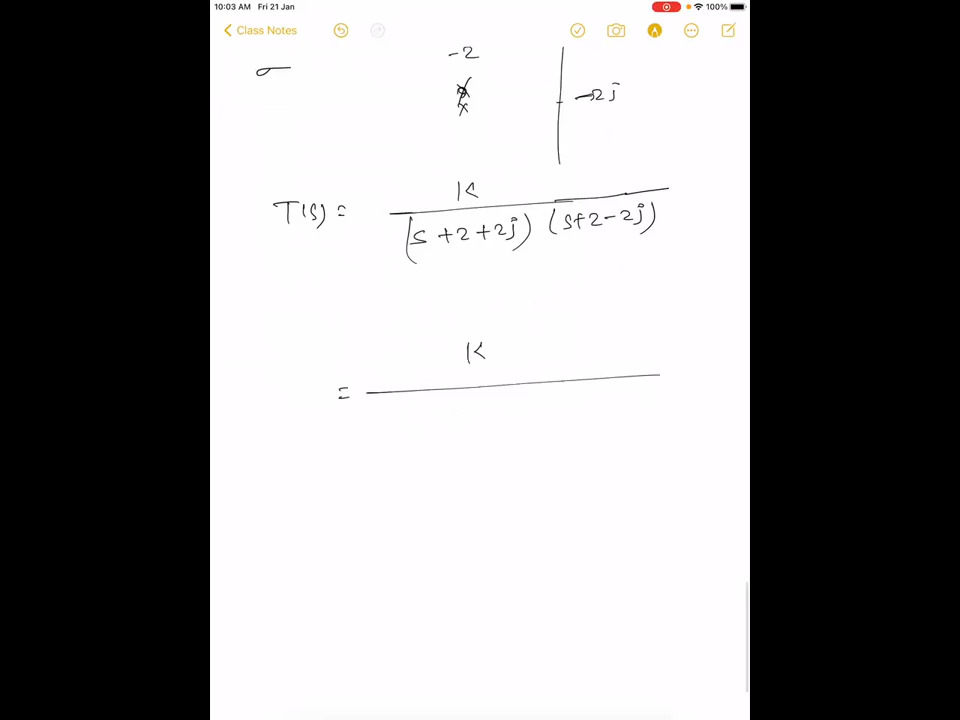 10:03 AM Fri 21 Jan 100%
Class Notes
-2
σ
-2j
K
T(s) =
(s+2+2j) (s+2-2j)
K
=